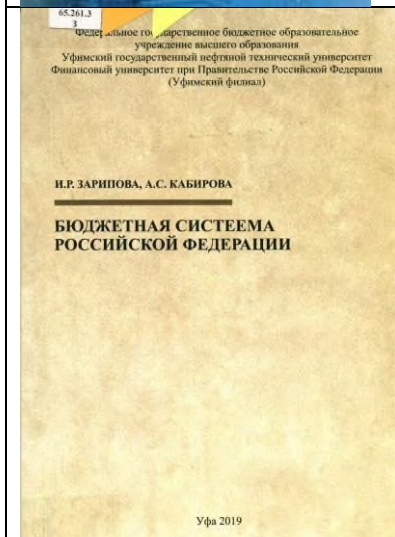 65.261.3
3
Федеральное государственное бюджетное образовательное
учреждение высшего образования
Уфимский государственный нефтяной технический университет
Финансовый университет при Правительстве Российской Федерации
(Уфимский филиал)
И.Р. ЗАРИПОВА, А.С. КАБИРОВА
БЮДЖЕТНАЯ СИСТЕЕМА
РОССИЙСКОЙ ФЕДЕРАЦИИ
Уфа 2019